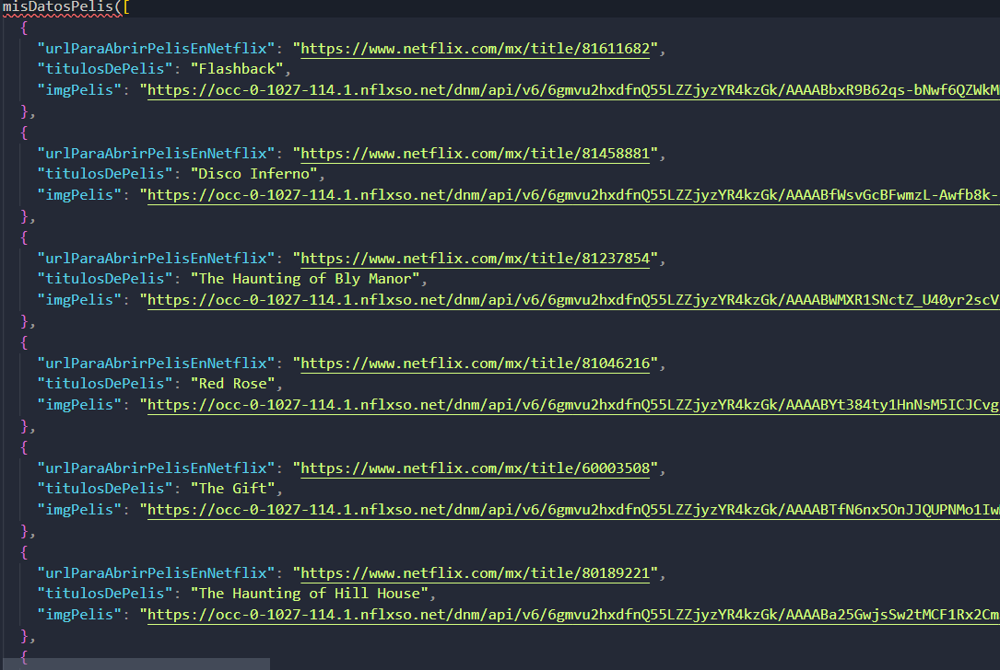 misDatosPelis([
{
"urlParaAbrirPelisEnNetflix": "https://www.netflix.com/mx/title/81611682",
"titulosDePelis": "Flashback",
"imgPelis": "https://occ-0-1027-114.1.nflxso.net/dnm/api/v6/6gmvu2hxdfnQ55LZZjyzYR4kzGk/AAAABbxR9B62qs-bNwf6QZWkM
},
{
"urlParaAbrirPelisEnNetflix": "https://www.netflix.com/mx/title/81458881",
"titulosDePelis": "Disco Inferno",
"imgPelis": "https://occ-0-1027-114.1.nflxso.net/dnm/api/v6/6gmvu2hxdfnQ55LZZjyzYR4kzGk/AAAABfWsvGcBFwmzL-Awfb8k-
},
{
"urlParaAbrirPelisEnNetflix": "https://www.netflix.com/mx/title/81237854",
"titulosDePelis": "The Haunting of Bly Manor",
"imgPelis": "https://occ-0-1027-114.1.nflxso.net/dnm/api/v6/6gmvu2hxdfnQ55LZZjyzYR4kzGk/AAAABWMXR1SNctZ_U40yr2scV
},
{
"urlParaAbrirPelisEnNetflix": "https://www.netflix.com/mx/title/81046216",
"titulosDePelis": "Red Rose",
"imgPelis": "https://occ-0-1027-114.1.nflxso.net/dnm/api/v6/6gmvu2hxdfnQ55LZZjyzYR4kzGk/AAAABYt384ty1HnNsM5ICJCvg
},
{
"urlParaAbrirPelisEnNetflix": "https://www.netflix.com/mx/title/60003508",
"titulosDePelis": "The Gift",
"imgPelis": "https://occ-0-1027-114.1.nflxso.net/dnm/api/v6/6gmvu2hxdfnQ55LZZjyzYR4kzGk/AAAABTfN6nx5OnJJQUPNMo1Iw
},
{
"urlParaAbrirPelisEnNetflix": "https://www.netflix.com/mx/title/80189221",
"titulosDePelis": "The Haunting of Hill House",
"imgPelis": "https://occ-0-1027-114.1.nflxso.net/dnm/api/v6/6gmvu2hxdfnQ55LZZjyzYR4kzGk/AAAABa25GwjsSw2tMCF1Rx2Cm
},
{